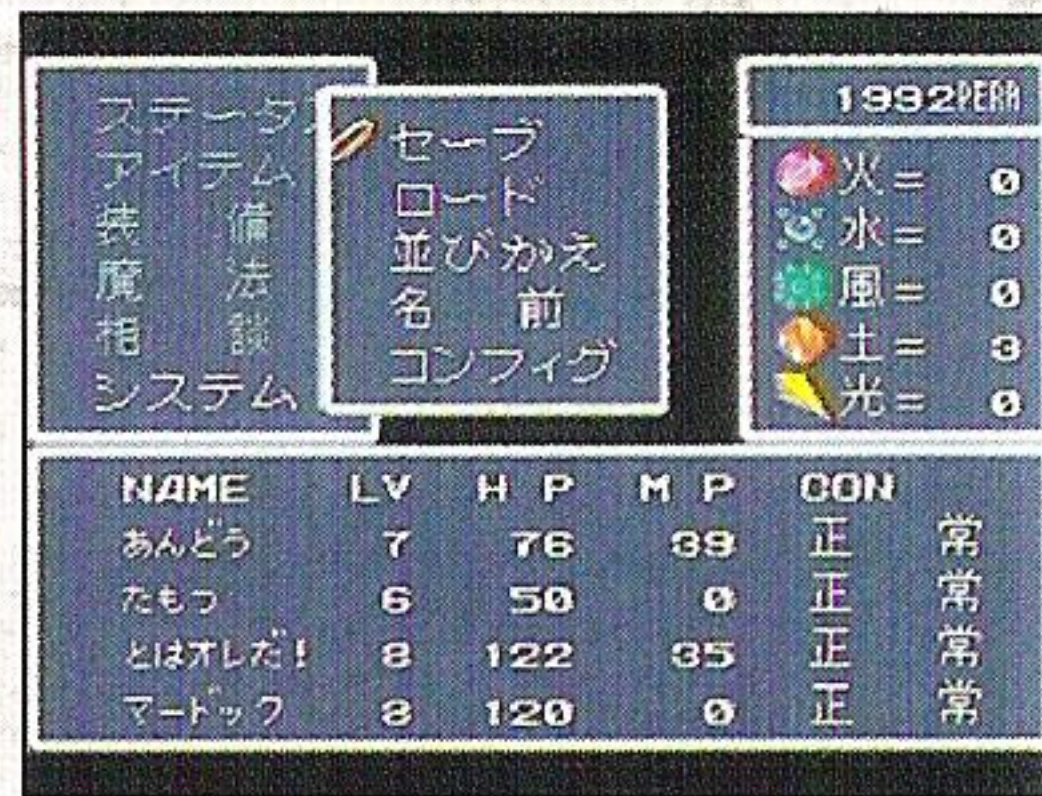 ステータ
アイテム
装　備
魔　法
相　談
システム
セーブ
ロード
並びかえ
名　前
コンフィグ
1992PERA
火＝ 0
水＝ 0
風＝ 0
土＝ 3
光＝ 0
NAME LV HP MP CON
あんどう 7 76 39 正常
たもつ 6 50 0 正常
とはオレだ! 8 122 35 正常
マードック 8 120 0 正常